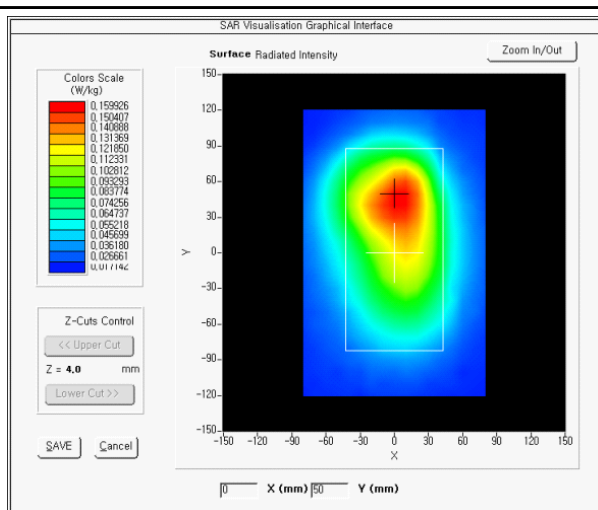 SAR Visualisation Graphical Interface
Surface Radiated Intensity
Zoom In/Out
Colors Scale
(W/kg)
0.159926
0.150407
0.140888
0.131369
0.121850
0.112331
0.102812
0.093293
0.083774
0.074256
0.064737
0.055218
0.045699
0.036180
0.026661
0.017142
Z-Cuts Control
<< Upper Cut
Z = 4.0 mm
Lower Cut >>
SAVE Cancel
150
120
90
60
30
0
-30
-60
-90
-120
-150
Y
-150 -120 -90 -60 -30 0 30 60 90 120 150
X
0 X (mm) 50 Y (mm)